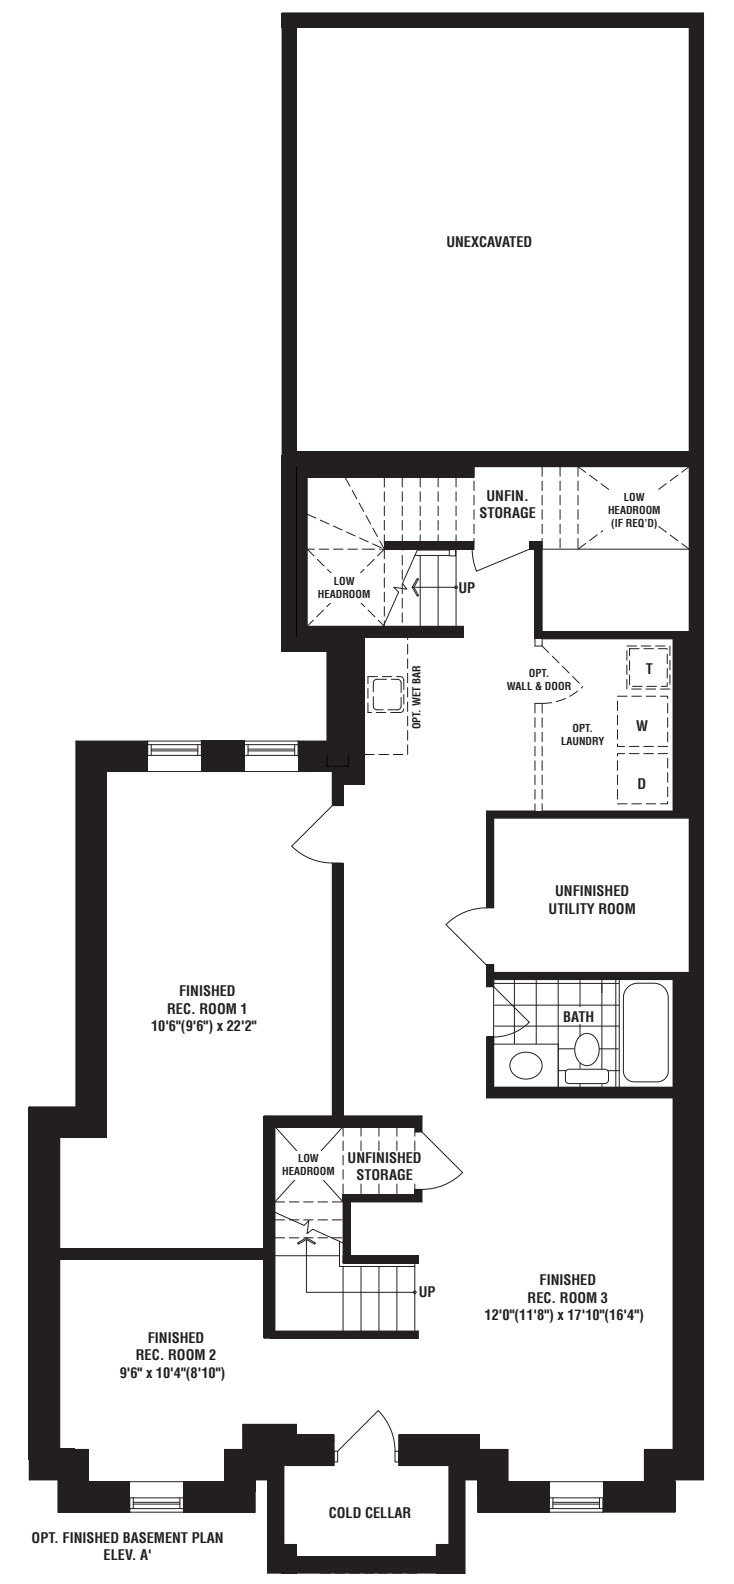 UNEXCAVATED
UNFIN.
STORAGE
LOW
HEADROOM
(IF REQ'D)
LOW
HEADROOM
UP
OPT. WET BAR
OPT.
WALL & DOOR
T
OPT.
LAUNDRY
W
D
UNFINISHED
UTILITY ROOM
FINISHED
REC. ROOM 1
10'6"(9'6") x 22'2"
BATH
LOW
HEADROOM
UNFINISHED
STORAGE
UP
FINISHED
REC. ROOM 3
12'0"(11'8") x 17'10"(16'4")
FINISHED
REC. ROOM 2
9'6" x 10'4"(8'10")
COLD CELLAR
OPT. FINISHED BASEMENT PLAN
ELEV. A'